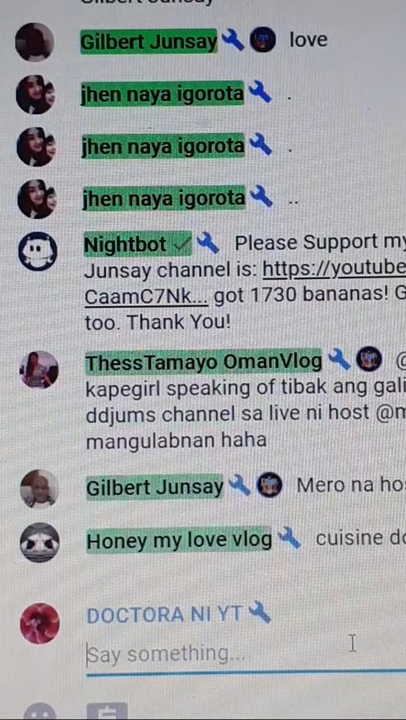 Gilbert Junsay love
jhen naya igorota .
jhen naya igorota .
jhen naya igorota ..
Nightbot Please Support my
Junsay channel is: https://youtube
CaamC7Nk... got 1730 bananas! G
too. Thank You!
ThessTamayo OmanVlog @
kapegirl speaking of tibak ang gali
ddjums channel sa live ni host @m
mangulabnan haha
Gilbert Junsay Mero na hos
Honey my love vlog cuisine do
DOCTORA NI YT
Say something...